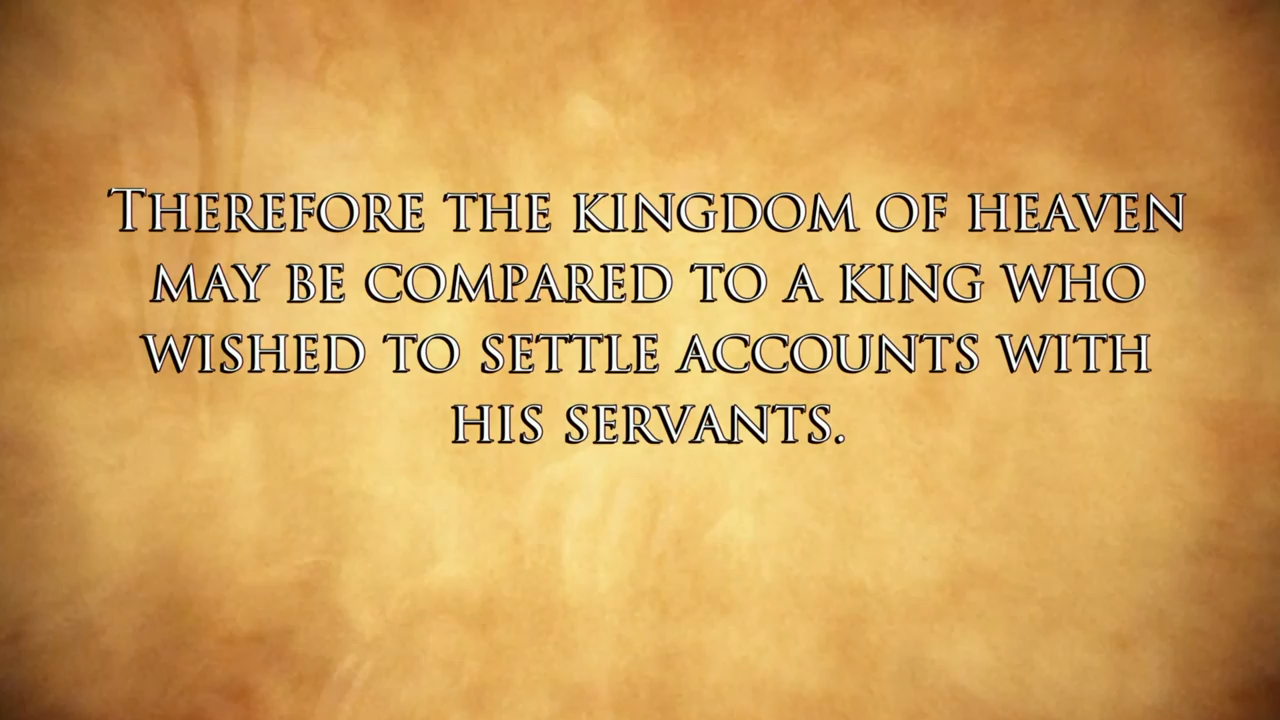 Therefore the kingdom of heaven
may be compared to a king who
wished to settle accounts with
his servants.